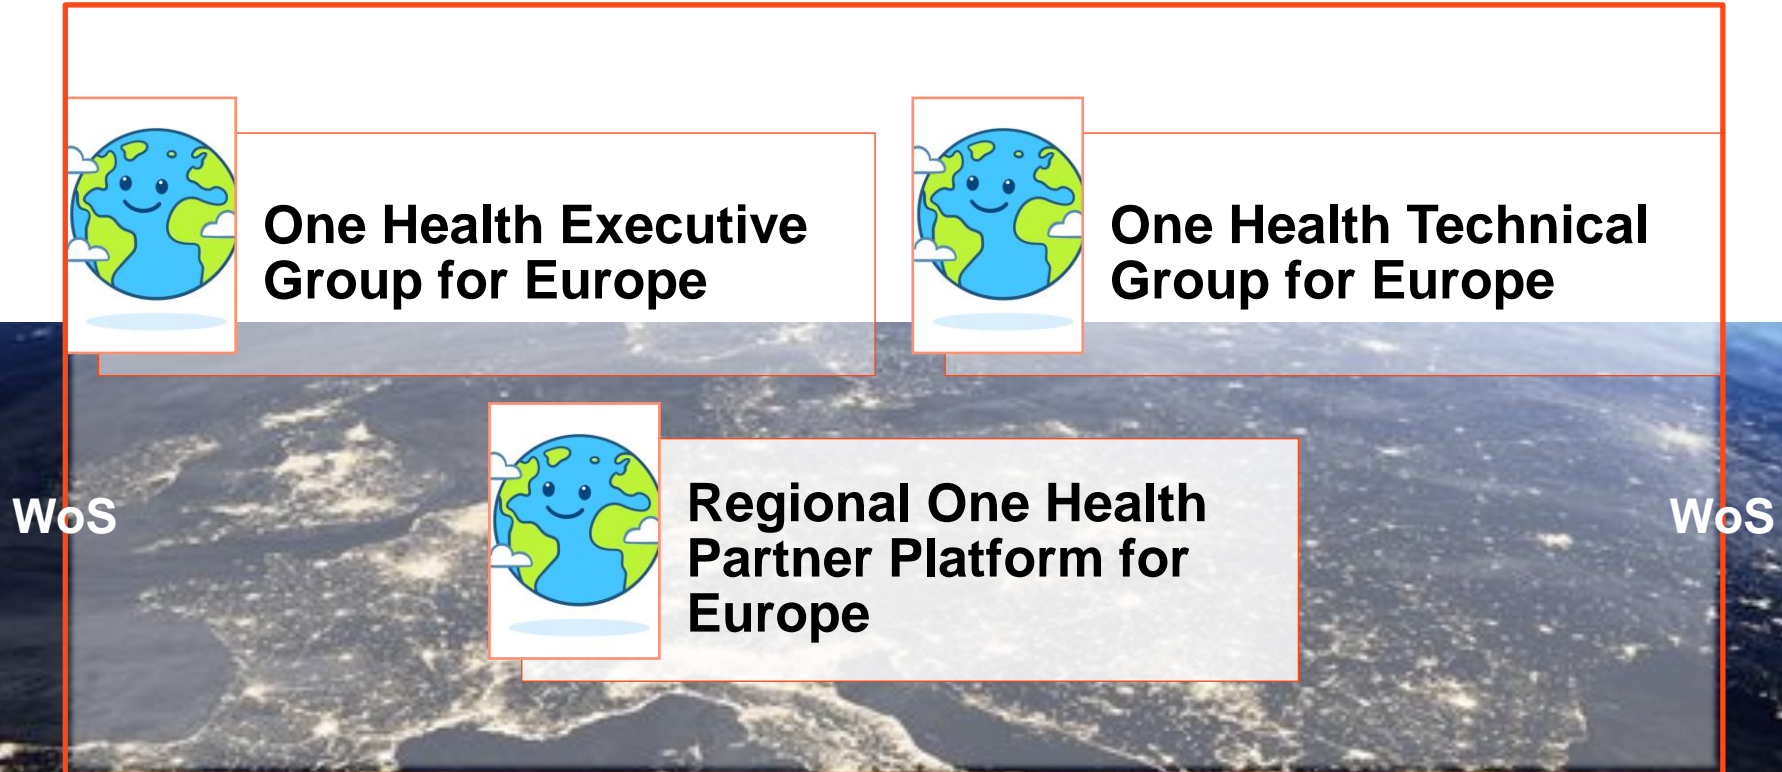 One Health Executive
Group for Europe
One Health Technical
Group for Europe
WoS
Regional One Health
Partner Platform for
Europe
WoS